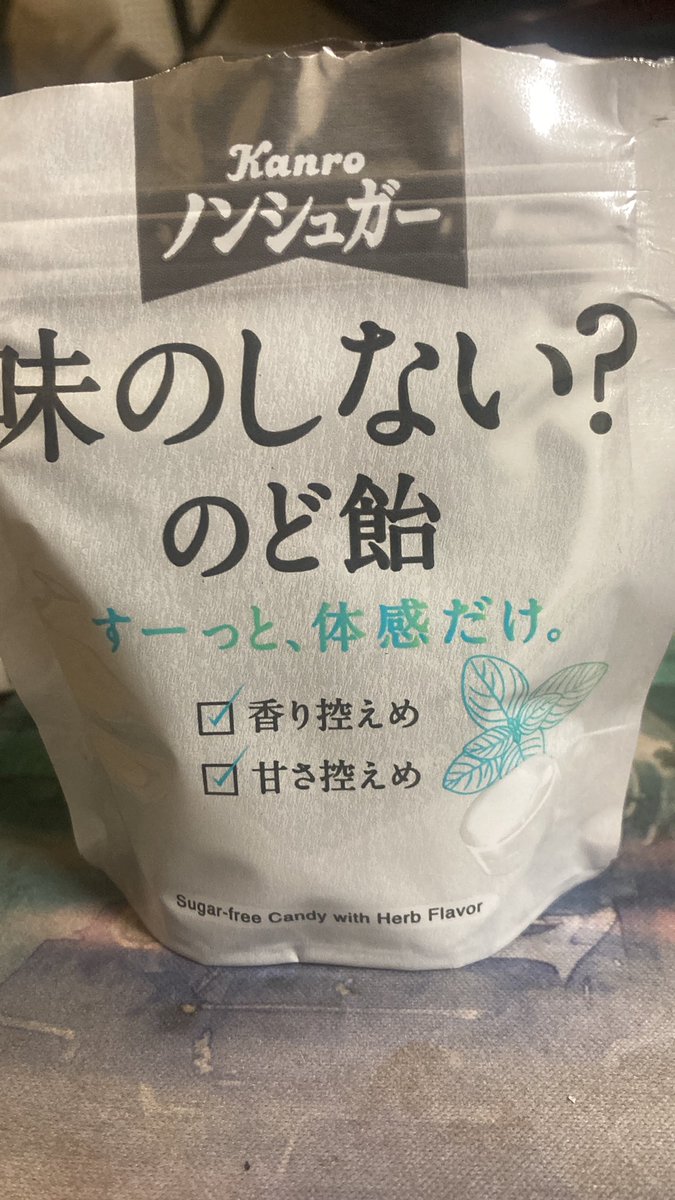 Kanro
ノンシュガー
味のしない?
のど飴
すーっと、体感だけ。
香り控えめ
甘さ控えめ
Sugar-free Candy with Herb Flavor